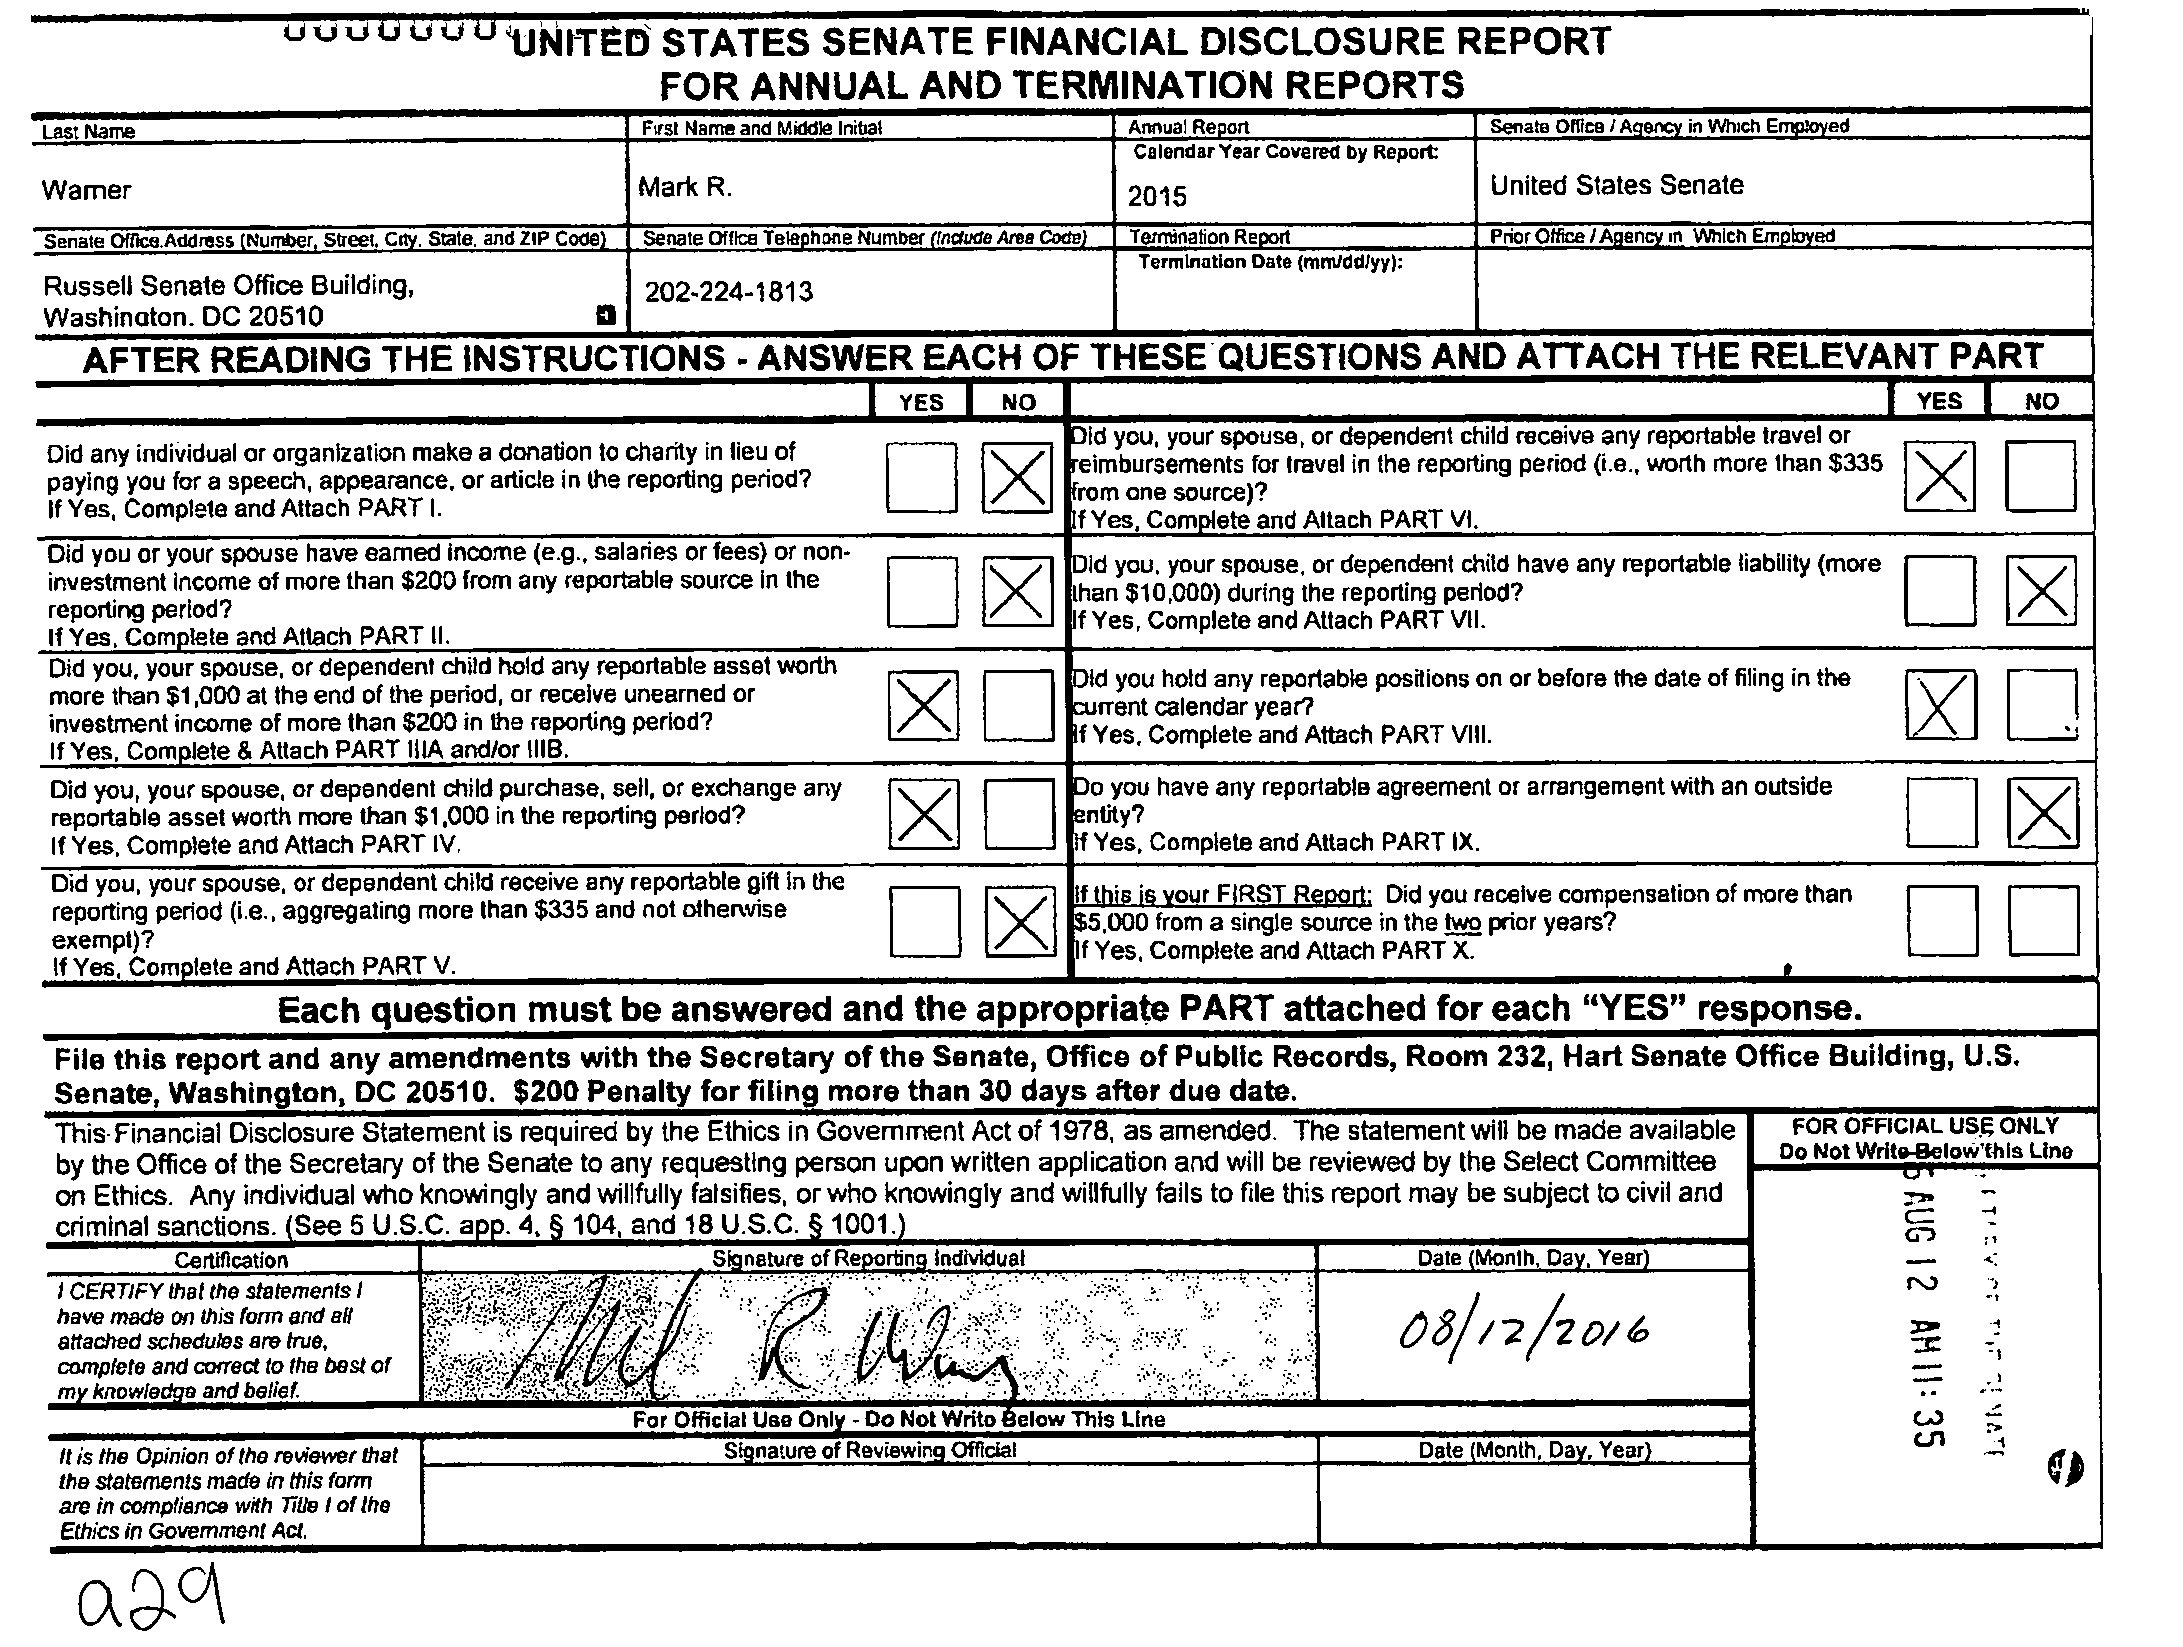 UNITED STATES SENATE FINANCIAL DISCLOSURE REPORT
FOR ANNUAL AND TERMINATION REPORTS
Last Name
First Name and Middle Initial
Annual Report
Senate Office / Agency in Which Employed
Calendar Year Covered by Report:
Warner
Mark R.
2015
United States Senate
Senate Office Address (Number, Street, City, State, and ZIP Code)
Senate Office Telephone Number (Include Area Code)
Termination Report
Prior Office / Agency in Which Employed
Termination Date (mm/dd/yy):
Russell Senate Office Building,
Washington, DC 20510
202-224-1813
AFTER READING THE INSTRUCTIONS - ANSWER EACH OF THESE QUESTIONS AND ATTACH THE RELEVANT PART
YES NO
YES NO
Did any individual or organization make a donation to charity in lieu of
paying you for a speech, appearance, or article in the reporting period?
If Yes, Complete and Attach PART I.
Did you, your spouse, or dependent child receive any reportable travel or
reimbursements for travel in the reporting period (i.e., worth more than $335
from one source)?
If Yes, Complete and Attach PART VI.
Did you or your spouse have earned income (e.g., salaries or fees) or non-
investment income of more than $200 from any reportable source in the
reporting period?
If Yes, Complete and Attach PART II.
Did you, your spouse, or dependent child have any reportable liability (more
than $10,000) during the reporting period?
If Yes, Complete and Attach PART VII.
Did you, your spouse, or dependent child hold any reportable asset worth
more than $1,000 at the end of the period, or receive unearned or
investment income of more than $200 in the reporting period?
If Yes, Complete & Attach PART IIIA and/or IIIB.
Did you hold any reportable positions on or before the date of filing in the
current calendar year?
If Yes, Complete and Attach PART VIII.
Did you, your spouse, or dependent child purchase, sell, or exchange any
reportable asset worth more than $1,000 in the reporting period?
If Yes, Complete and Attach PART IV.
Do you have any reportable agreement or arrangement with an outside
entity?
If Yes, Complete and Attach PART IX.
Did you, your spouse, or dependent child receive any reportable gift in the
reporting period (i.e., aggregating more than $335 and not otherwise
exempt)?
If Yes, Complete and Attach PART V.
If this is your FIRST Report: Did you receive compensation of more than
$5,000 from a single source in the two prior years?
If Yes, Complete and Attach PART X.
Each question must be answered and the appropriate PART attached for each “YES” response.
File this report and any amendments with the Secretary of the Senate, Office of Public Records, Room 232, Hart Senate Office Building, U.S.
Senate, Washington, DC 20510. $200 Penalty for filing more than 30 days after due date.
This Financial Disclosure Statement is required by the Ethics in Government Act of 1978, as amended. The statement will be made available
by the Office of the Secretary of the Senate to any requesting person upon written application and will be reviewed by the Select Committee
on Ethics. Any individual who knowingly and willfully falsifies, or who knowingly and willfully fails to file this report may be subject to civil and
criminal sanctions. (See 5 U.S.C. app. 4, § 104, and 18 U.S.C. § 1001.)
FOR OFFICIAL USE ONLY
Do Not Write Below this Line
AUG 12 AM 11:35
Certification
Signature of Reporting Individual
Date (Month, Day, Year)
I CERTIFY that the statements I
have made on this form and all
attached schedules are true,
complete and correct to the best of
my knowledge and belief.
Mark R Warner
08/12/2016
For Official Use Only - Do Not Write Below This Line
It is the Opinion of the reviewer that
the statements made in this form
are in compliance with Title I of the
Ethics in Government Act.
Signature of Reviewing Official
Date (Month, Day, Year)
a29